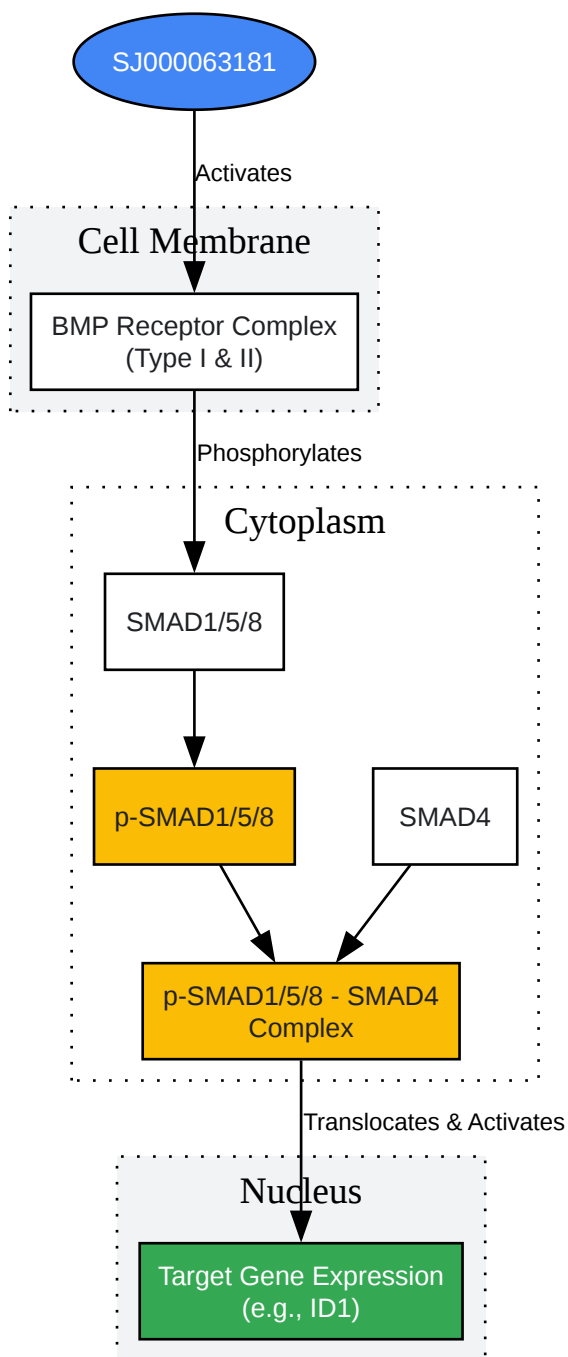 SJ000063181
Activates
Cell Membrane
BMP Receptor Complex
(Type I & II)
Phosphorylates
Cytoplasm
SMAD1/5/8
p-SMAD1/5/8
SMAD4
p-SMAD1/5/8 - SMAD4
Complex
Translocates & Activates
Nucleus
Target Gene Expression
(e.g., ID1)